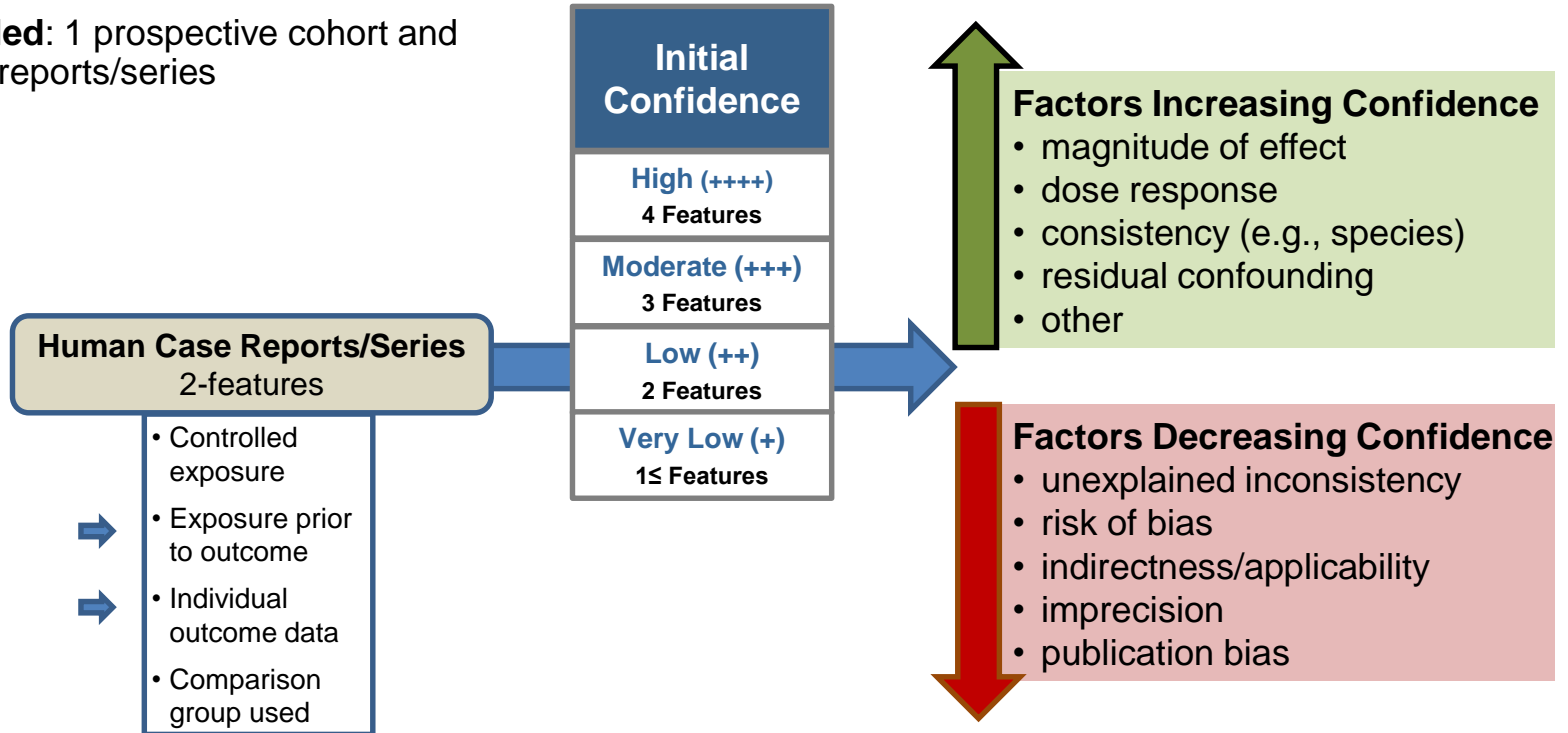 led: 1 prospective cohort and
reports/series
Initial
Confidence
High (++++)
4 Features
Moderate (+++)
3 Features
Low (++)
2 Features
Very Low (+)
1≤ Features
Human Case Reports/Series
2-features
• Controlled
exposure
• Exposure prior
to outcome
• Individual
outcome data
• Comparison
group used
Factors Increasing Confidence
• magnitude of effect
• dose response
• consistency (e.g., species)
• residual confounding
• other
Factors Decreasing Confidence
• unexplained inconsistency
• risk of bias
• indirectness/applicability
• imprecision
• publication bias